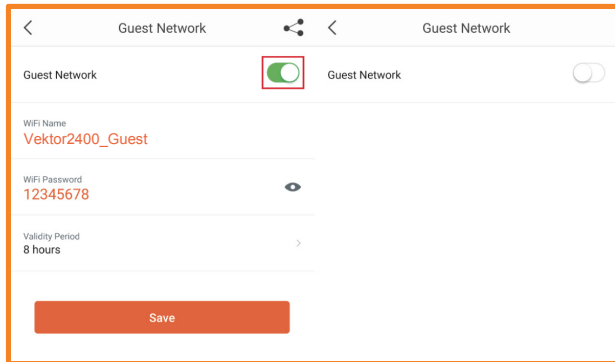 Guest Network
Guest Network
WiFi Name
Vektor2400_Guest
WiFi Password
12345678
Validity Period
8 hours
Save
Guest Network
Guest Network